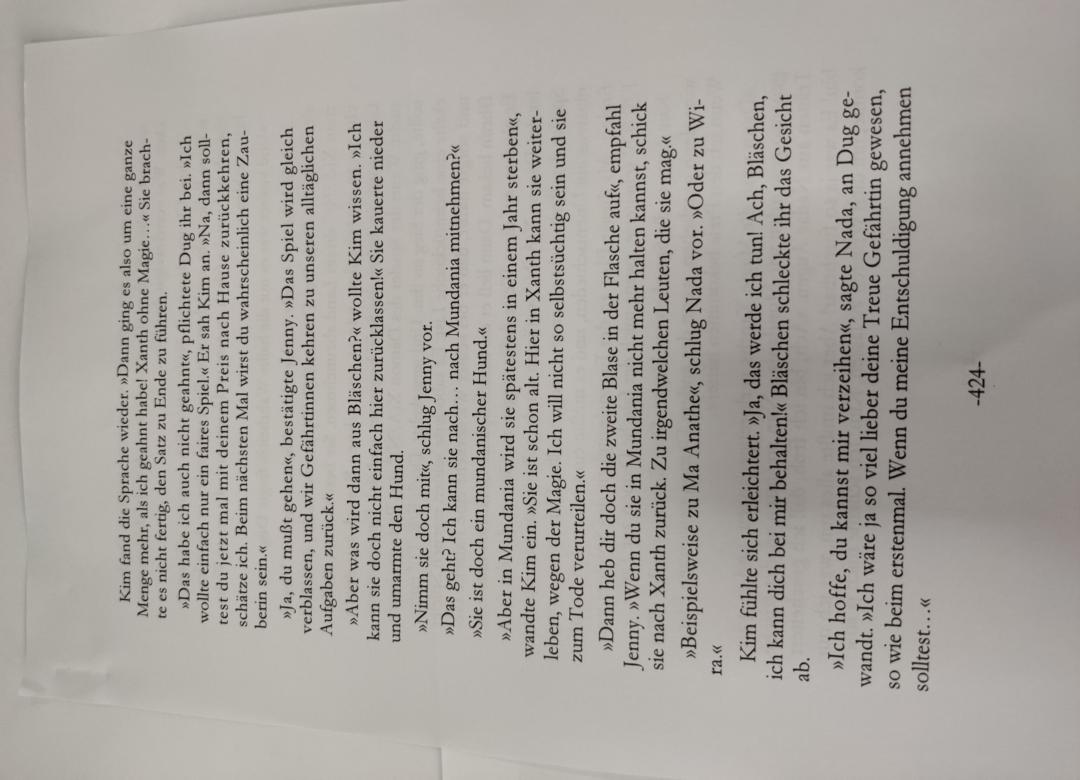 Kim fand die Sprache wieder. »Dann ging es also um eine ganze
Menge mehr, als ich geahnt habe! Xanth ohne Magie…« Sie brach-
te es nicht fertig, den Satz zu Ende zu führen.
»Das habe ich auch nicht geahnt«, pflichtete Dug ihr bei. »Ich
wollte einfach nur ein faires Spiel.« Er sah Kim an. »Na, dann soll-
test du jetzt mal mit deinem Preis nach Hause zurückkehren,
schätze ich. Beim nächsten Mal wirst du wahrscheinlich eine Zau-
berin sein.«
»Ja, du mußt gehen«, bestätigte Jenny. »Das Spiel wird gleich
verblassen, und wir Gefährtinnen kehren zu unseren alltäglichen
Aufgaben zurück.«
»Aber was wird dann aus Bläschen?« wollte Kim wissen. »Ich
kann sie doch nicht einfach hier zurücklassen!« Sie kauerte nieder
und umarmte den Hund.
»Nimm sie doch mit«, schlug Jenny vor.
»Das geht? Ich kann sie nach… nach Mundania mitnehmen?«
»Sie ist doch ein mundanischer Hund.«
»Aber in Mundania wird sie spätestens in einem Jahr sterben«,
wandte Kim ein. »Sie ist schon alt. Hier in Xanth kann sie weiter-
leben, wegen der Magie. Ich will nicht so selbstsüchtig sein und sie
zum Tode verurteilen.«
»Dann heb dir doch die zweite Blase in der Flasche auf«, empfahl
Jenny. »Wenn du sie in Mundania nicht mehr halten kannst, schick
sie nach Xanth zurück. Zu irgendwelchen Leuten, die sie mag.«
»Beispielsweise zu Ma Anathe«, schlug Nada vor. »Oder zu Wi-
ra.«
Kim fühlte sich erleichtert. »Ja, das werde ich tun! Ach, Bläschen,
ich kann dich bei mir behalten!« Bläschen schleckte ihr das Gesicht
ab.
»Ich hoffe, du kannst mir verzeihen«, sagte Nada, an Dug ge-
wandt. »Ich wäre ja so viel lieber deine Treue Gefährtin gewesen,
so wie beim erstenmal. Wenn du meine Entschuldigung annehmen
solltest…«
-424-